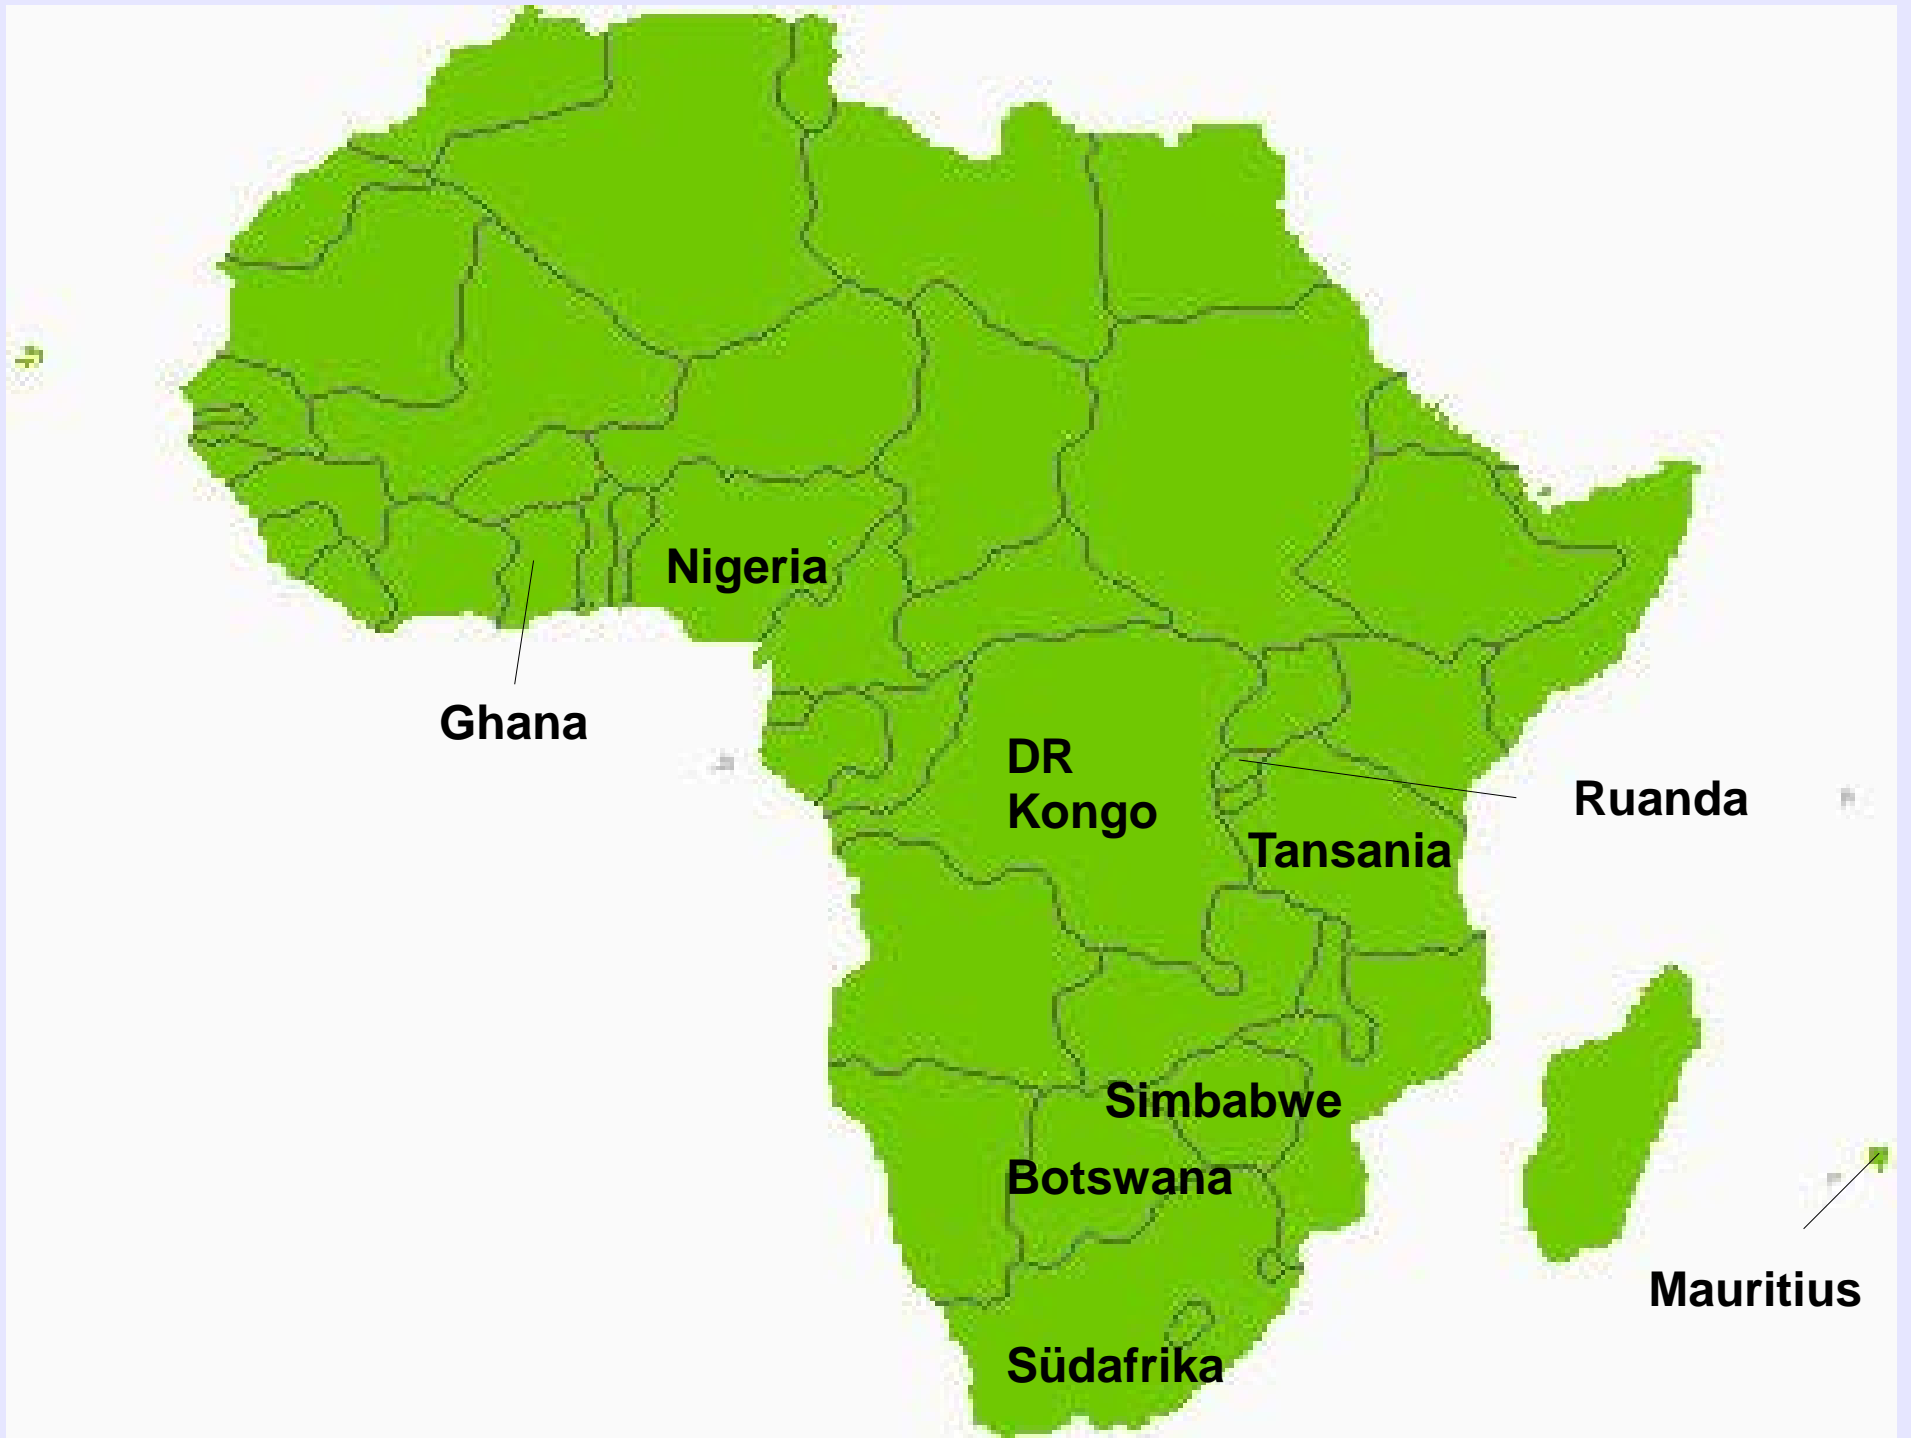 Nigeria
Ghana
DR
Kongo
Ruanda
Tansania
Simbabwe
Botswana
Mauritius
Südafrika